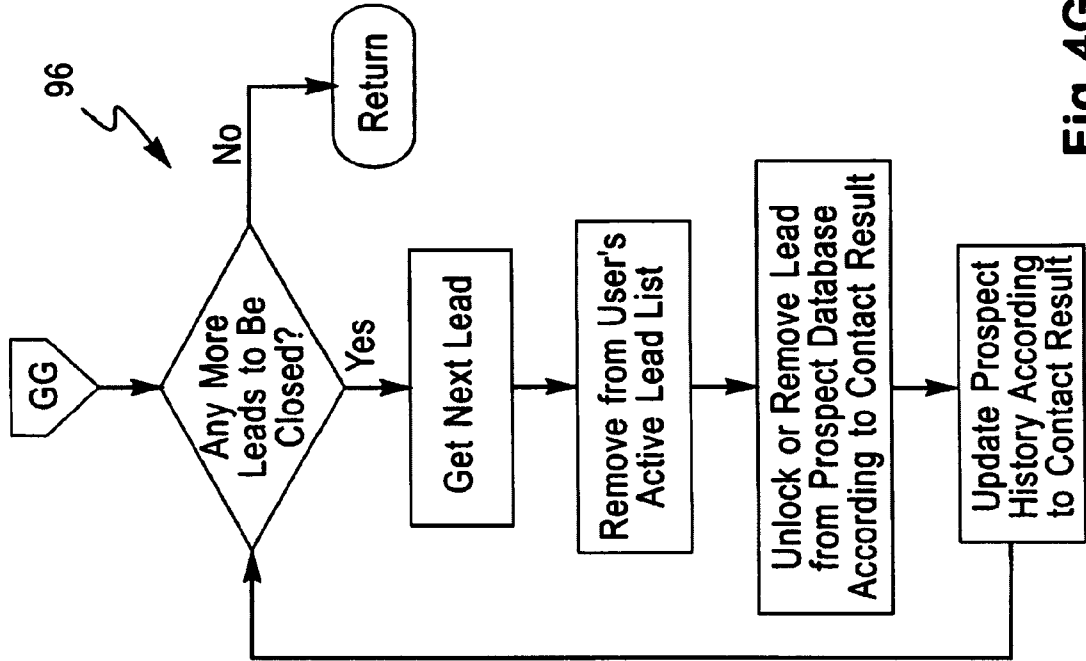 GG
96
Any More
Leads to Be
Closed?
No
Return
Yes
Get Next Lead
Remove from User's
Active Lead List
Unlock or Remove Lead
from Prospect Database
According to Contact Result
Update Prospect
History According
to Contact Result
Fig. 4G